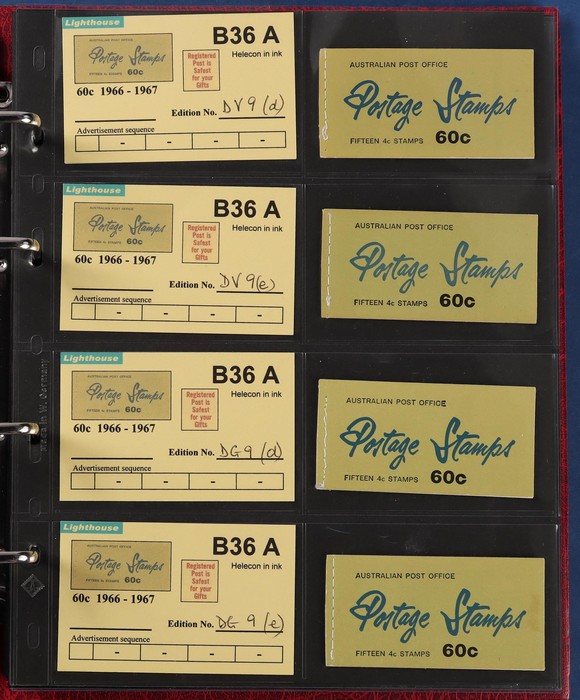 Lighthouse
B36 A
Helecon in ink
AUSTRALIAN POST OFFICE
Postage Stamps
FIFTEEN 4c STAMPS 60c
Registered
Post is
Safest
for your
Gifts
60c 1966 - 1967
Edition No. DV9(d)
Advertisement sequence
- - - -
AUSTRALIAN POST OFFICE
Postage Stamps
FIFTEEN 4c STAMPS 60c
Lighthouse
B36 A
Helecon in ink
AUSTRALIAN POST OFFICE
Postage Stamps
FIFTEEN 4c STAMPS 60c
Registered
Post is
Safest
for your
Gifts
60c 1966 - 1967
Edition No. DV9(e)
Advertisement sequence
- - - -
AUSTRALIAN POST OFFICE
Postage Stamps
FIFTEEN 4c STAMPS 60c
Lighthouse
B36 A
Helecon in ink
AUSTRALIAN POST OFFICE
Postage Stamps
FIFTEEN 4c STAMPS 60c
Registered
Post is
Safest
for your
Gifts
60c 1966 - 1967
Edition No. DG9(d)
Advertisement sequence
- - - -
AUSTRALIAN POST OFFICE
Postage Stamps
FIFTEEN 4c STAMPS 60c
Lighthouse
B36 A
Helecon in ink
AUSTRALIAN POST OFFICE
Postage Stamps
FIFTEEN 4c STAMPS 60c
Registered
Post is
Safest
for your
Gifts
60c 1966 - 1967
Edition No. DG9(e)
Advertisement sequence
- - - -
AUSTRALIAN POST OFFICE
Postage Stamps
FIFTEEN 4c STAMPS 60c
Made in W. Germany